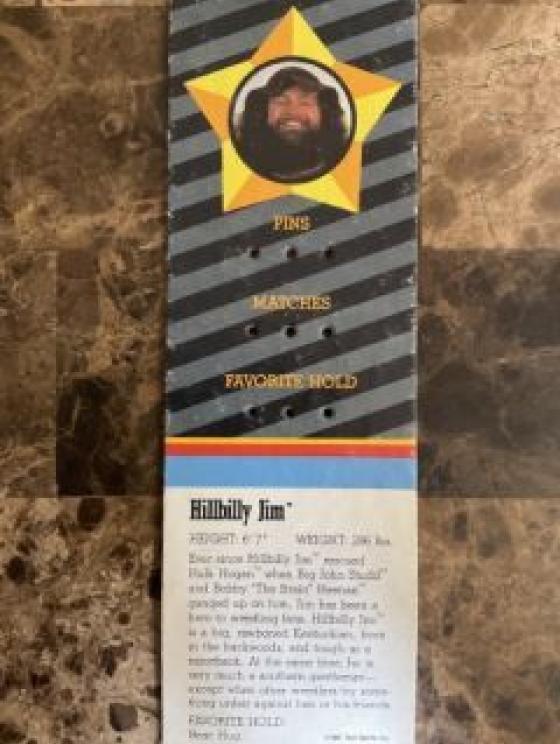 PINS
MATCHES
FAVORITE HOLD
Hillbilly Jim™
HEIGHT: 6'7" WEIGHT: 286 lbs.
Ever since Hillbilly Jim™ rescued
Hulk Hogan™ when Big John Studd™
and Bobby "The Brain" Heenan™
ganged up on him, Jim has been a
hero to wrestling fans. Hillbilly Jim™
is a big, rawboned Kentuckian, born
in the backwoods, and tough as a
razorback. At the same time, he is
very much a southern gentleman—
except when other wrestlers try some-
thing unfair against him or his friends.
FAVORITE HOLD:
Bear Hug